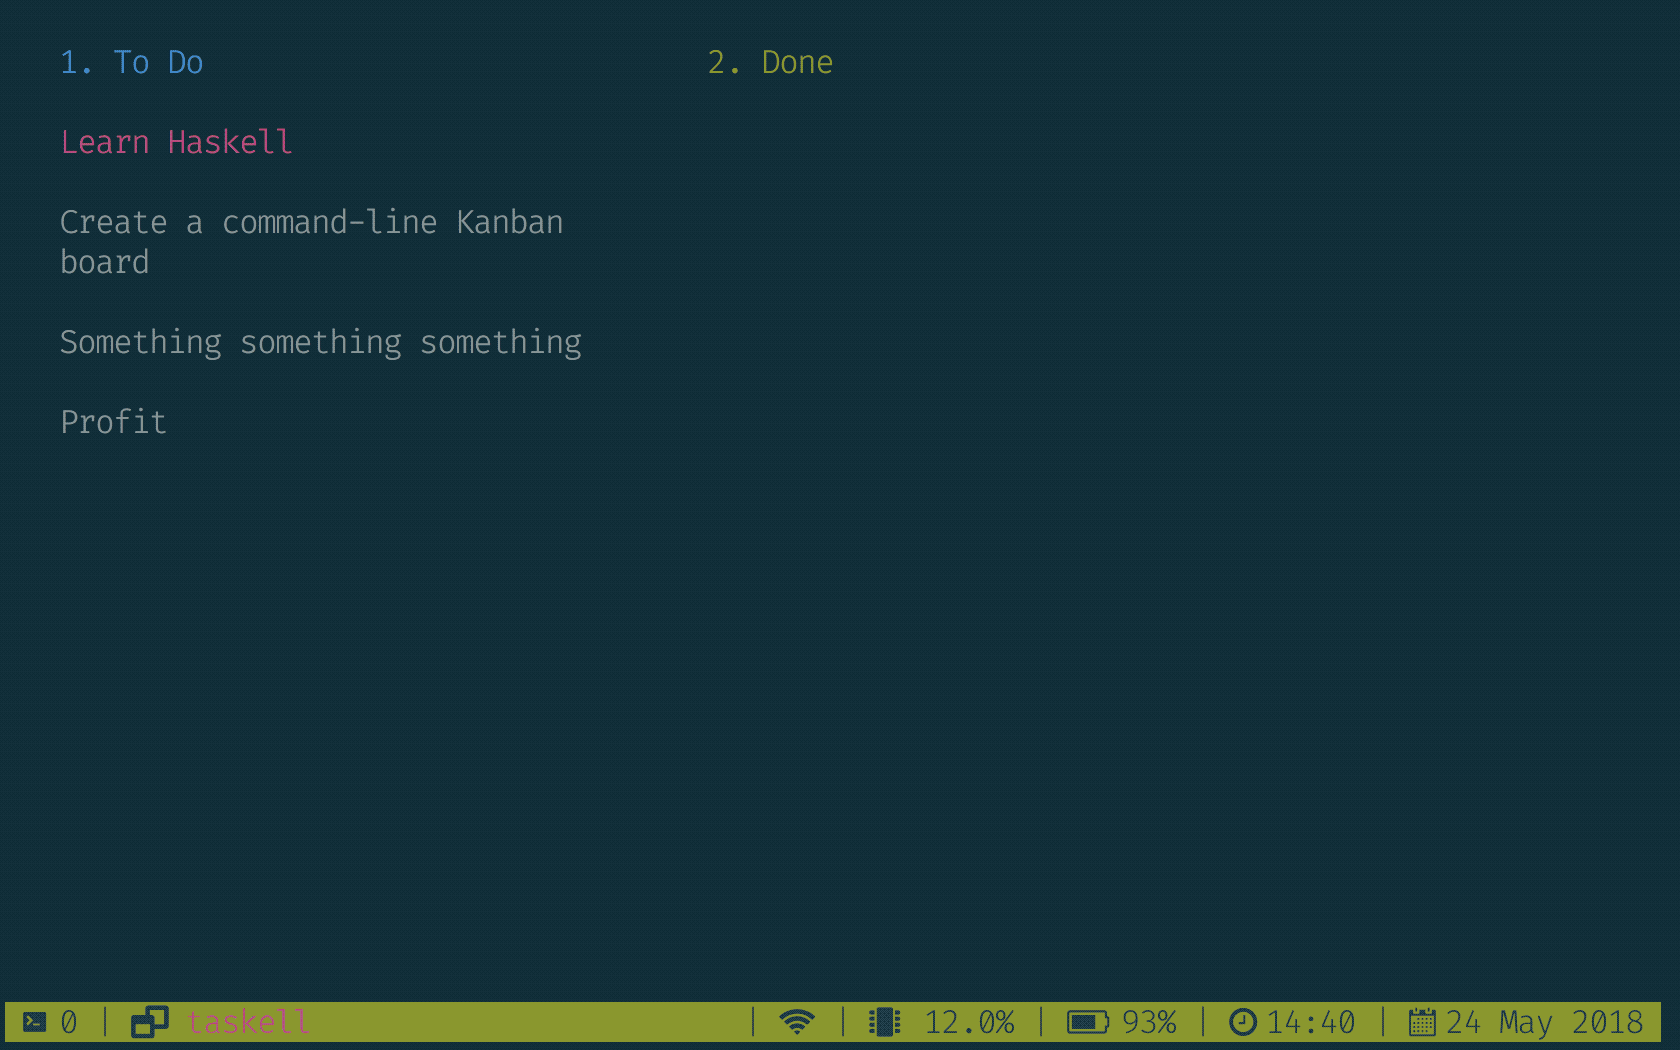 1. To Do
2. Done
Learn Haskell
Create a command-line Kanban
board
Something something something
Profit
0 | taskell | | 12.0% | 93% | 14:40 | 24 May 2018